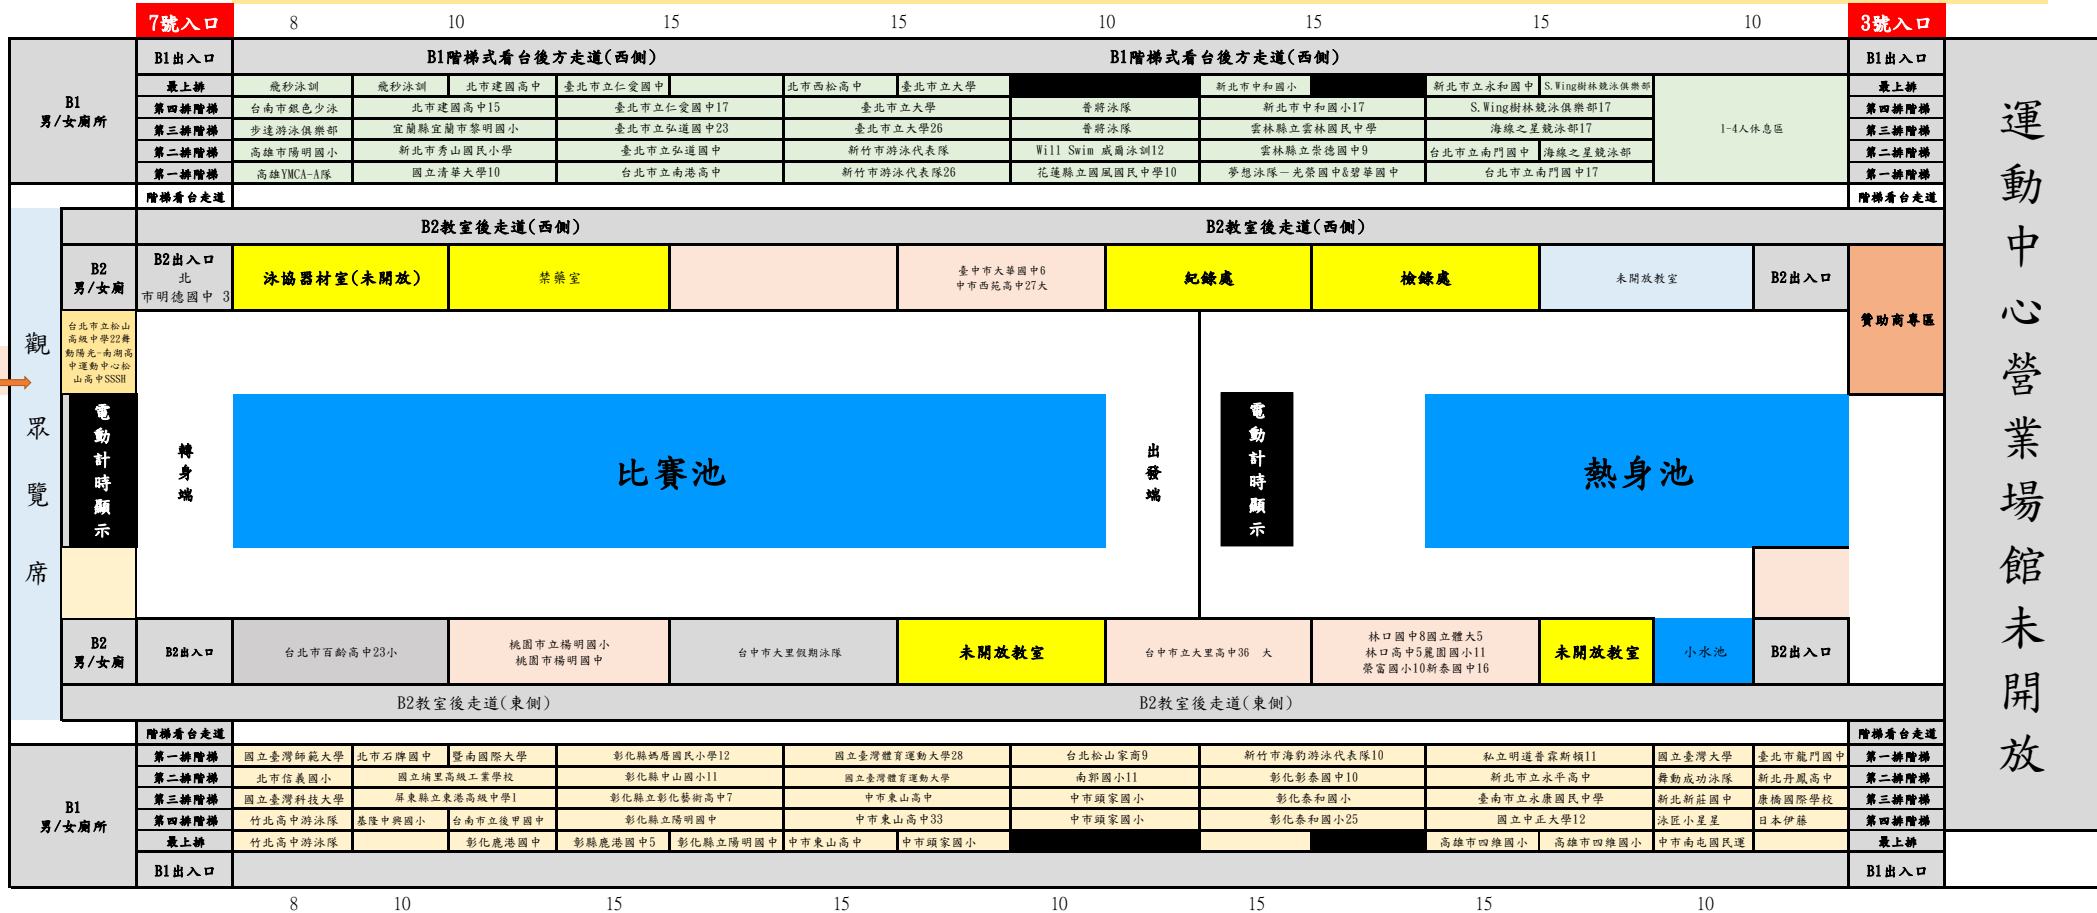 7號入口 8 10 15 15 10 15 15 10 3號入口
B1出入口 B1階梯式看台後方走道(西側) B1階梯式看台後方走道(西側) B1出入口
B1
男/女廁所
最上排 飛秒泳訓 飛秒泳訓 北市建國高中 臺北市立仁愛國中 北市西松高中 臺北市立大學 新北市中和國小 新北市立永和國中 S.Wing樹林競泳俱樂部 最上排
第四排階梯 台南市銀色少泳 北市建國高中15 臺北市立仁愛國中17 臺北市立大學 普將泳隊 新北市中和國小17 S.Wing樹林競泳俱樂部17 第四排階梯
第三排階梯 步達游泳俱樂部 宜蘭縣宜蘭市黎明國小 臺北市立弘道國中23 臺北市立大學26 普將泳隊 雲林縣立雲林國民中學 海線之星競泳部17 1-4人休息區 第三排階梯
第二排階梯 高雄市陽明國小 新北市秀山國民小學 臺北市立弘道國中 新竹市游泳代表隊 Will Swim 威爾泳訓12 雲林縣立崇德國中9 台北市立南門國中 海線之星競泳部 第二排階梯
第一排階梯 高雄YMCA-A隊 國立清華大學10 台北市立南港高中 新竹市游泳代表隊26 花蓮縣立國風國民中學10 夢想泳隊－光榮國中&碧華國中 台北市立南門國中17 第一排階梯
階梯看台走道 階梯看台走道
B2教室後走道(西側) B2教室後走道(西側)
B2
男/女廁
B2出入口
北
市明德國中 3
泳協器材室(未開放) 禁藥室
臺中市大華國中6
中市西苑高中27大
紀錄處 檢錄處 未開放教室 B2出入口
贊助商專區
台北市立松山
高級中學22舞
動陽光-南湖高
中運動中心松
山高中SSSH
觀眾覽席
電動計時顯示
轉身端
比賽池
出發端
電動計時顯示
熱身池
運動中心營業場館未開放
B2
男/女廁
B2出入口 台北市百齡高中23小
桃園市立楊明國小
桃園市楊明國中
台中市大里假期泳隊 未開放教室 台中市立大里高中36 大
林口國中8國立體大5
林口高中5麗園國小11
榮富國小10新泰國中16
未開放教室 小水池 B2出入口
B2教室後走道(東側) B2教室後走道(東側)
階梯看台走道 階梯看台走道
第一排階梯 國立臺灣師範大學 北市石牌國中 暨南國際大學 彰化縣媽厝國民小學12 國立臺灣體育運動大學28 台北松山家商9 新竹市海豹游泳代表隊10 私立明道普霖斯頓11 國立臺灣大學 臺北市龍門國中 第一排階梯
第二排階梯 北市信義國小 國立埔里高級工業學校 彰化縣中山國小11 國立臺灣體育運動大學 南郭國小11 彰化彰泰國中10 新北市立永平高中 舞動成功泳隊 新北丹鳳高中 第二排階梯
第三排階梯 國立臺灣科技大學 屏東縣立東港高級中學1 彰化縣立彰化藝術高中7 中市東山高中 中市頭家國小 彰化泰和國小 臺南市立永康國民中學 新北新莊國中 康橋國際學校 第三排階梯
B1
男/女廁所
第四排階梯 竹北高中游泳隊 基隆中興國小 台南市立後甲國中 彰化縣立陽明國中 中市東山高中33 中市頭家國小 彰化泰和國小25 國立中正大學12 泳匠小星星 日本伊藤 第四排階梯
最上排 竹北高中游泳隊 彰化鹿港國中 彰縣鹿港國中5 彰化縣立陽明國中 中市東山高中 中市頭家國小 高雄市四維國小 高雄市四維國小 中市南屯國民運 最上排
B1出入口 B1出入口
8 10 15 15 10 15 15 10